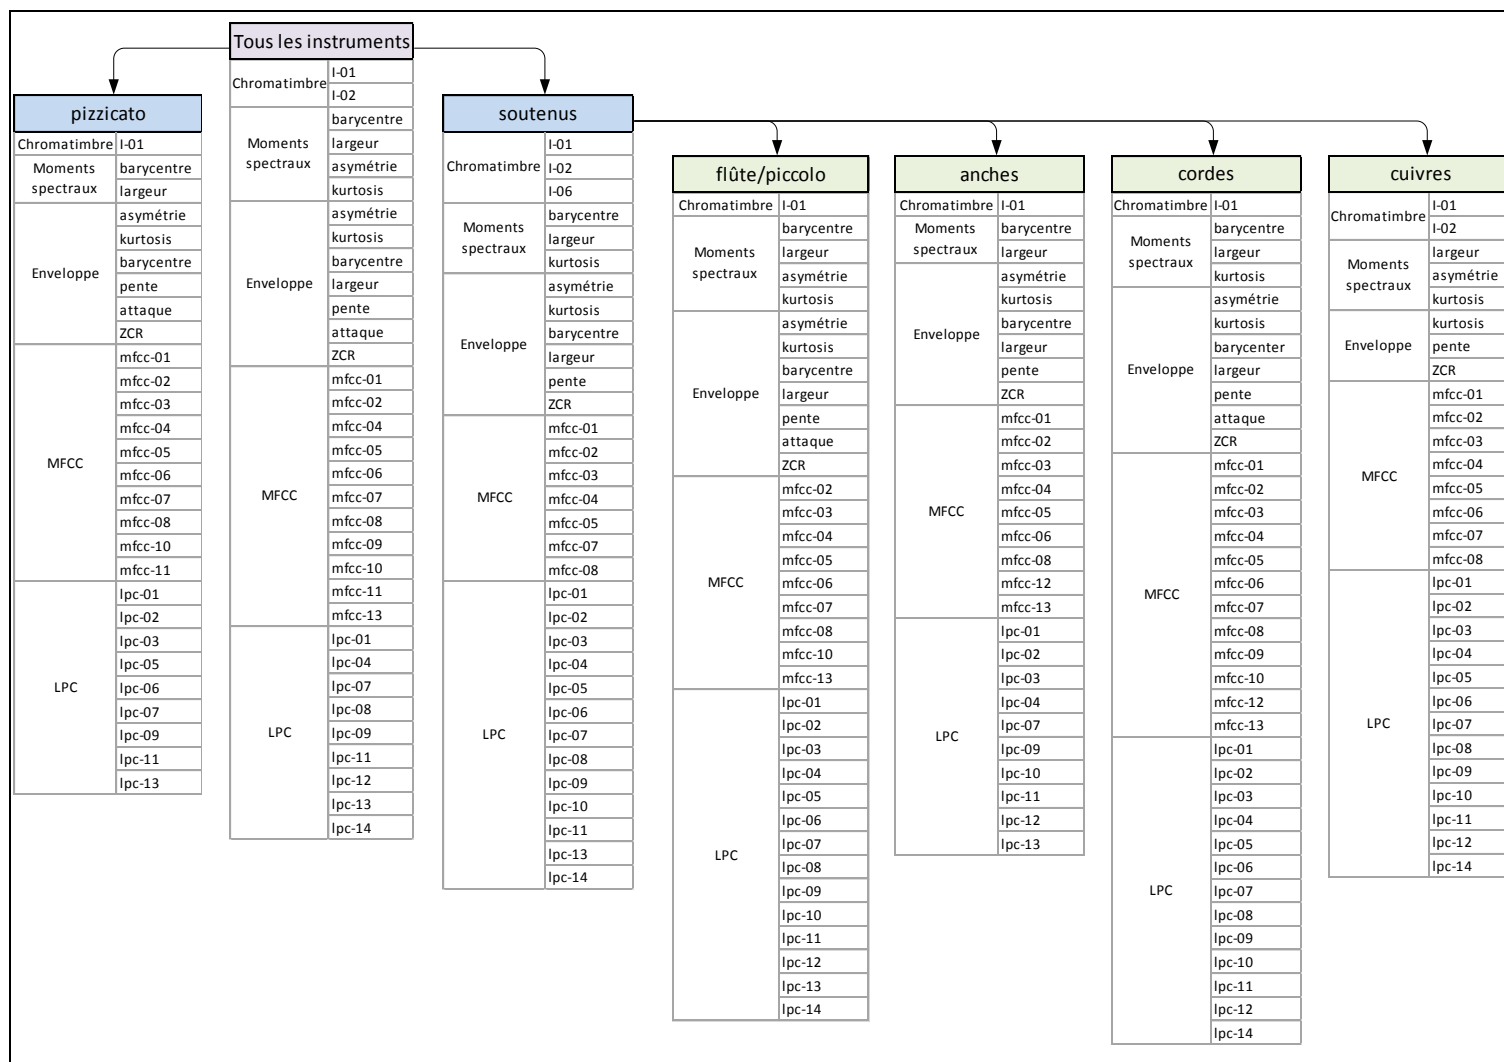 Tous les instruments
Chromatimbre
I-01
I-02
Moments
spectraux
barycentre
largeur
asymétrie
kurtosis
Enveloppe
asymétrie
kurtosis
barycentre
largeur
pente
attaque
ZCR
MFCC
mfcc-01
mfcc-02
mfcc-04
mfcc-05
mfcc-06
mfcc-07
mfcc-08
mfcc-09
mfcc-10
mfcc-11
mfcc-13
LPC
lpc-01
lpc-04
lpc-07
lpc-08
lpc-09
lpc-11
lpc-12
lpc-13
lpc-14
pizzicato
Chromatimbre
I-01
Moments
spectraux
barycentre
largeur
Enveloppe
asymétrie
kurtosis
barycentre
pente
attaque
ZCR
MFCC
mfcc-01
mfcc-02
mfcc-03
mfcc-04
mfcc-05
mfcc-06
mfcc-07
mfcc-08
mfcc-10
mfcc-11
LPC
lpc-01
lpc-02
lpc-03
lpc-05
lpc-06
lpc-07
lpc-09
lpc-11
lpc-13
soutenus
Chromatimbre
I-01
I-02
I-06
Moments
spectraux
barycentre
largeur
kurtosis
Enveloppe
asymétrie
kurtosis
barycentre
largeur
pente
ZCR
MFCC
mfcc-01
mfcc-02
mfcc-03
mfcc-04
mfcc-05
mfcc-07
mfcc-08
LPC
lpc-01
lpc-02
lpc-03
lpc-04
lpc-05
lpc-06
lpc-07
lpc-08
lpc-09
lpc-10
lpc-11
lpc-13
lpc-14
flûte/piccolo
Chromatimbre
I-01
Moments
spectraux
barycentre
largeur
asymétrie
kurtosis
Enveloppe
asymétrie
kurtosis
barycentre
largeur
pente
attaque
ZCR
MFCC
mfcc-02
mfcc-03
mfcc-04
mfcc-05
mfcc-06
mfcc-07
mfcc-08
mfcc-10
mfcc-13
LPC
lpc-01
lpc-02
lpc-03
lpc-04
lpc-05
lpc-06
lpc-07
lpc-08
lpc-09
lpc-10
lpc-11
lpc-12
lpc-13
lpc-14
anches
Chromatimbre
I-01
Moments
spectraux
barycentre
largeur
Enveloppe
asymétrie
kurtosis
barycentre
largeur
pente
ZCR
MFCC
mfcc-01
mfcc-02
mfcc-03
mfcc-04
mfcc-05
mfcc-06
mfcc-08
mfcc-12
mfcc-13
LPC
lpc-01
lpc-02
lpc-03
lpc-04
lpc-07
lpc-09
lpc-10
lpc-11
lpc-12
lpc-13
cordes
Chromatimbre
I-01
Moments
spectraux
barycentre
largeur
kurtosis
Enveloppe
asymétrie
kurtosis
barycenter
largeur
pente
attaque
ZCR
MFCC
mfcc-01
mfcc-02
mfcc-03
mfcc-04
mfcc-05
mfcc-06
mfcc-07
mfcc-08
mfcc-09
mfcc-10
mfcc-12
mfcc-13
LPC
lpc-01
lpc-02
lpc-03
lpc-04
lpc-05
lpc-06
lpc-07
lpc-08
lpc-09
lpc-10
lpc-11
lpc-12
lpc-14
cuivres
Chromatimbre
I-01
I-02
Moments
spectraux
largeur
asymétrie
kurtosis
Enveloppe
kurtosis
pente
ZCR
MFCC
mfcc-01
mfcc-02
mfcc-03
mfcc-04
mfcc-05
mfcc-06
mfcc-07
mfcc-08
LPC
lpc-01
lpc-02
lpc-03
lpc-04
lpc-05
lpc-06
lpc-07
lpc-08
lpc-09
lpc-10
lpc-11
lpc-12
lpc-14